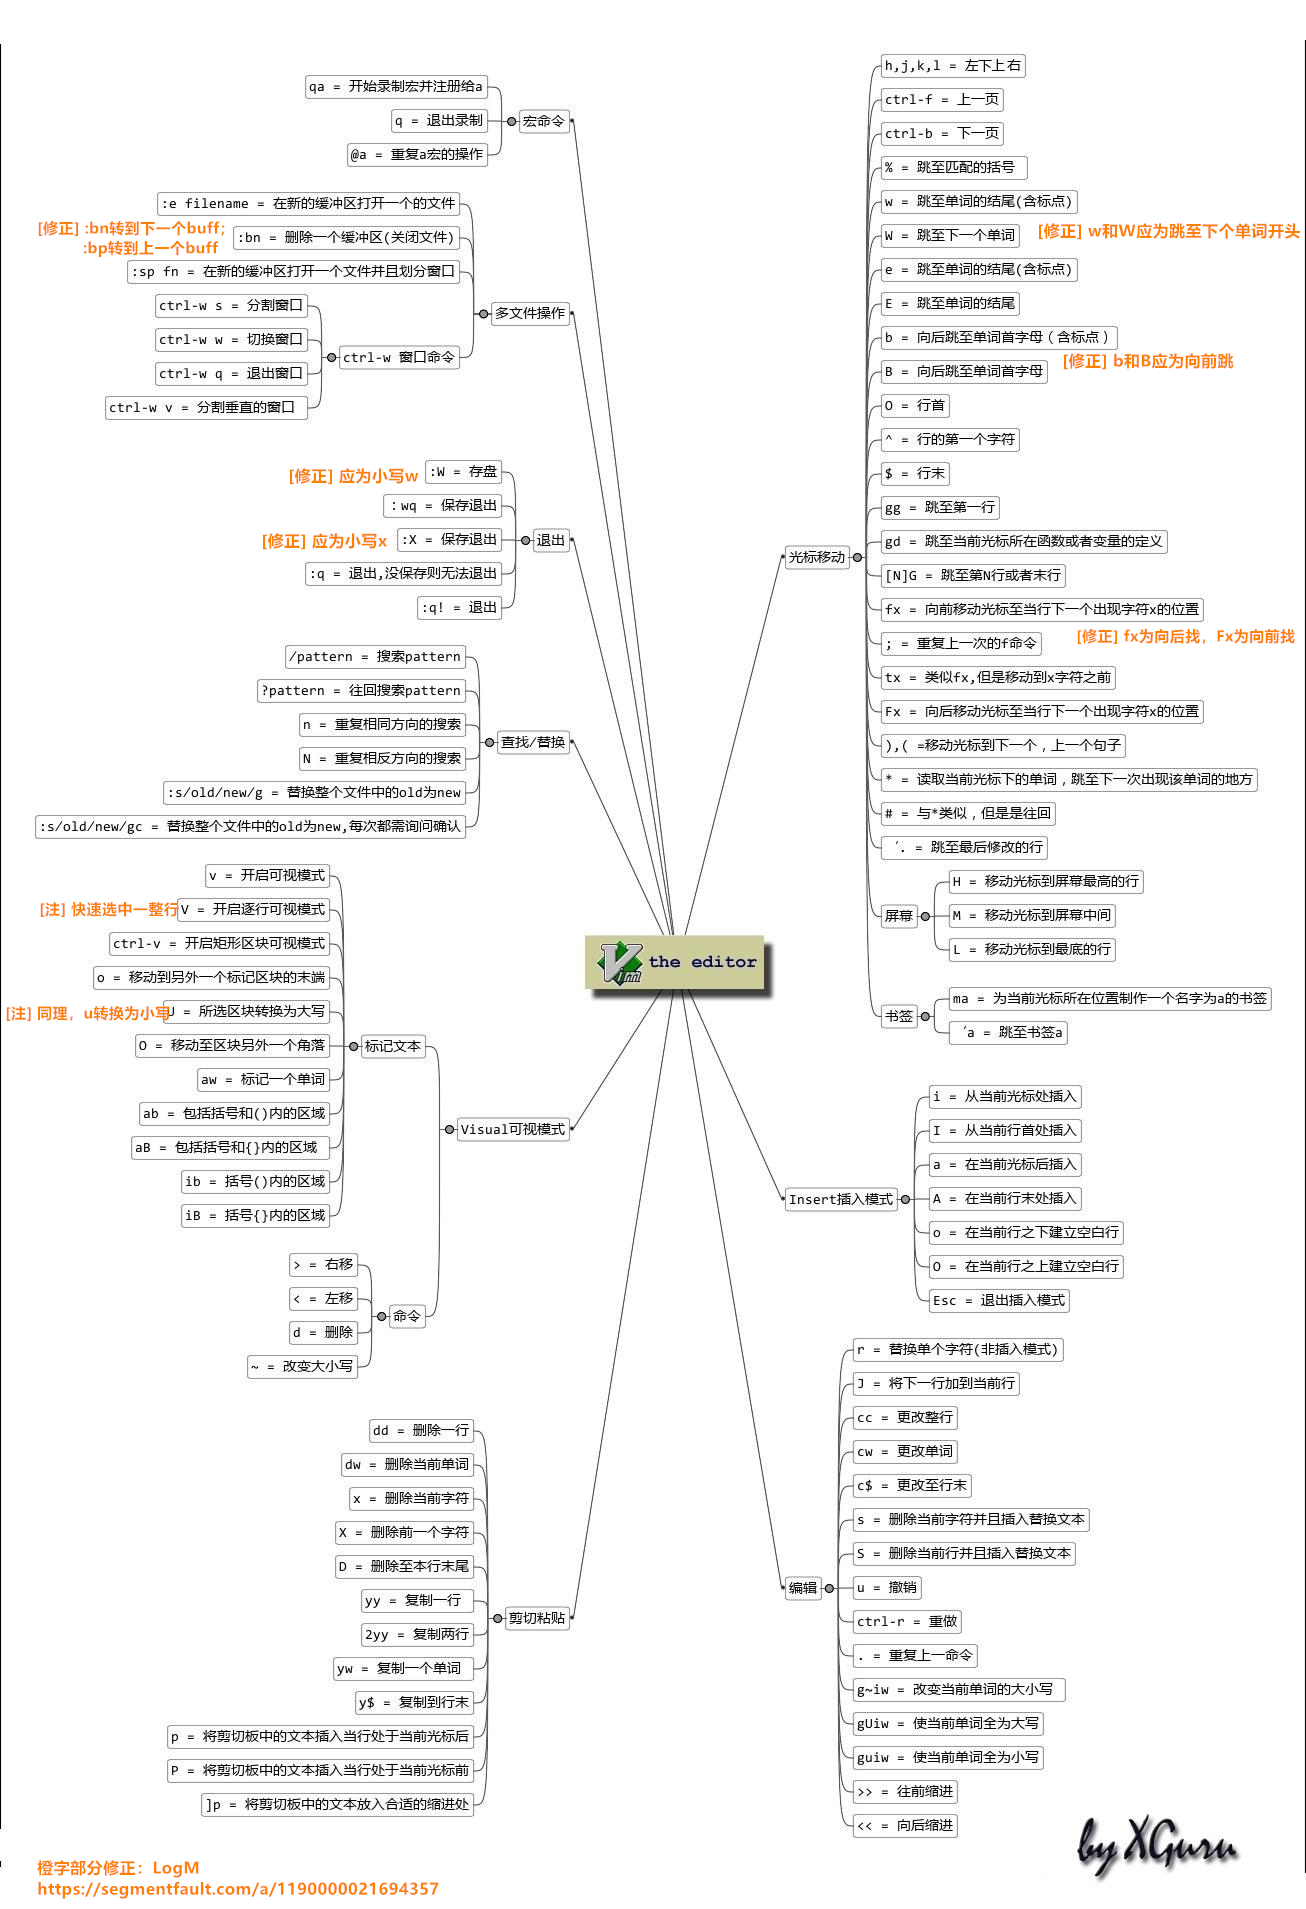 qa = 开始录制宏并注册给a
q = 退出录制
@a = 重复a宏的操作
宏命令
:e filename = 在新的缓冲区打开一个的文件
[修正] :bn转到下一个buff;
:bp转到上一个buff
:bn = 删除一个缓冲区(关闭文件)
:sp fn = 在新的缓冲区打开一个文件并且划分窗口
ctrl-w s = 分割窗口
ctrl-w w = 切换窗口
ctrl-w q = 退出窗口
ctrl-w v = 分割垂直的窗口
ctrl-w 窗口命令
多文件操作
[修正] 应为小写w
:W = 存盘
:wq = 保存退出
[修正] 应为小写x
:X = 保存退出
:q = 退出,没保存则无法退出
:q! = 退出
退出
/pattern = 搜索pattern
?pattern = 往回搜索pattern
n = 重复相同方向的搜索
N = 重复相反方向的搜索
:s/old/new/g = 替换整个文件中的old为new
:s/old/new/gc = 替换整个文件中的old为new,每次都需询问确认
查找/替换
v = 开启可视模式
[注] 快速选中一整行
V = 开启逐行可视模式
ctrl-v = 开启矩形区块可视模式
o = 移动到另外一个标记区块的末端
[注] 同理，u转换为小写
U = 所选区块转换为大写
O = 移动至区块另外一个角落
aw = 标记一个单词
ab = 包括括号和()内的区域
aB = 包括括号和{}内的区域
ib = 括号()内的区域
iB = 括号{}内的区域
标记文本
> = 右移
< = 左移
d = 删除
~ = 改变大小写
命令
Visual可视模式
dd = 删除一行
dw = 删除当前单词
x = 删除当前字符
X = 删除前一个字符
D = 删除至本行末尾
yy = 复制一行
2yy = 复制两行
yw = 复制一个单词
y$ = 复制到行末
p = 将剪切板中的文本插入当行处于当前光标后
P = 将剪切板中的文本插入当行处于当前光标前
]p = 将剪切板中的文本放入合适的缩进处
剪切粘贴
Vim the editor
h,j,k,l = 左下上右
ctrl-f = 上一页
ctrl-b = 下一页
% = 跳至匹配的括号
w = 跳至单词的结尾(含标点)
W = 跳至下一个单词
[修正] w和W应为跳至下个单词开头
e = 跳至单词的结尾(含标点)
E = 跳至单词的结尾
b = 向后跳至单词首字母（含标点）
B = 向后跳至单词首字母
[修正] b和B应为向前跳
O = 行首
^ = 行的第一个字符
$ = 行末
gg = 跳至第一行
gd = 跳至当前光标所在函数或者变量的定义
[N]G = 跳至第N行或者末行
fx = 向前移动光标至当行下一个出现字符x的位置
[修正] fx为向后找，Fx为向前找
; = 重复上一次的f命令
tx = 类似fx,但是移动到x字符之前
Fx = 向后移动光标至当行下一个出现字符x的位置
),( =移动光标到下一个，上一个句子
* = 读取当前光标下的单词，跳至下一次出现该单词的地方
# = 与*类似，但是是往回
´. = 跳至最后修改的行
H = 移动光标到屏幕最高的行
M = 移动光标到屏幕中间
L = 移动光标到最底的行
屏幕
ma = 为当前光标所在位置制作一个名字为a的书签
´a = 跳至书签a
书签
光标移动
i = 从当前光标处插入
I = 从当前行首处插入
a = 在当前光标后插入
A = 在当前行末处插入
o = 在当前行之下建立空白行
O = 在当前行之上建立空白行
Esc = 退出插入模式
Insert插入模式
r = 替换单个字符(非插入模式)
J = 将下一行加到当前行
cc = 更改整行
cw = 更改单词
c$ = 更改至行末
s = 删除当前字符并且插入替换文本
S = 删除当前行并且插入替换文本
u = 撤销
ctrl-r = 重做
. = 重复上一命令
g~iw = 改变当前单词的大小写
gUiw = 使当前单词全为大写
guiw = 使当前单词全为小写
>> = 往前缩进
<< = 向后缩进
编辑
by XGuru
橙字部分修正：LogM
https://segmentfault.com/a/1190000021694357